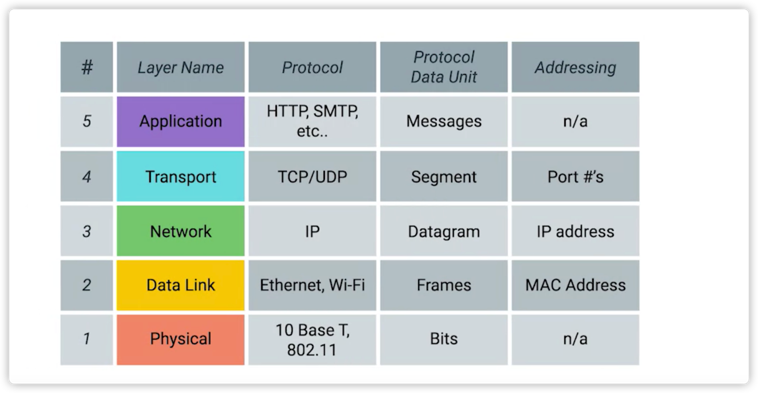 # Layer Name Protocol Protocol Data Unit Addressing
5 Application HTTP, SMTP, etc.. Messages n/a
4 Transport TCP/UDP Segment Port #'s
3 Network IP Datagram IP address
2 Data Link Ethernet, Wi-Fi Frames MAC Address
1 Physical 10 Base T, 802.11 Bits n/a